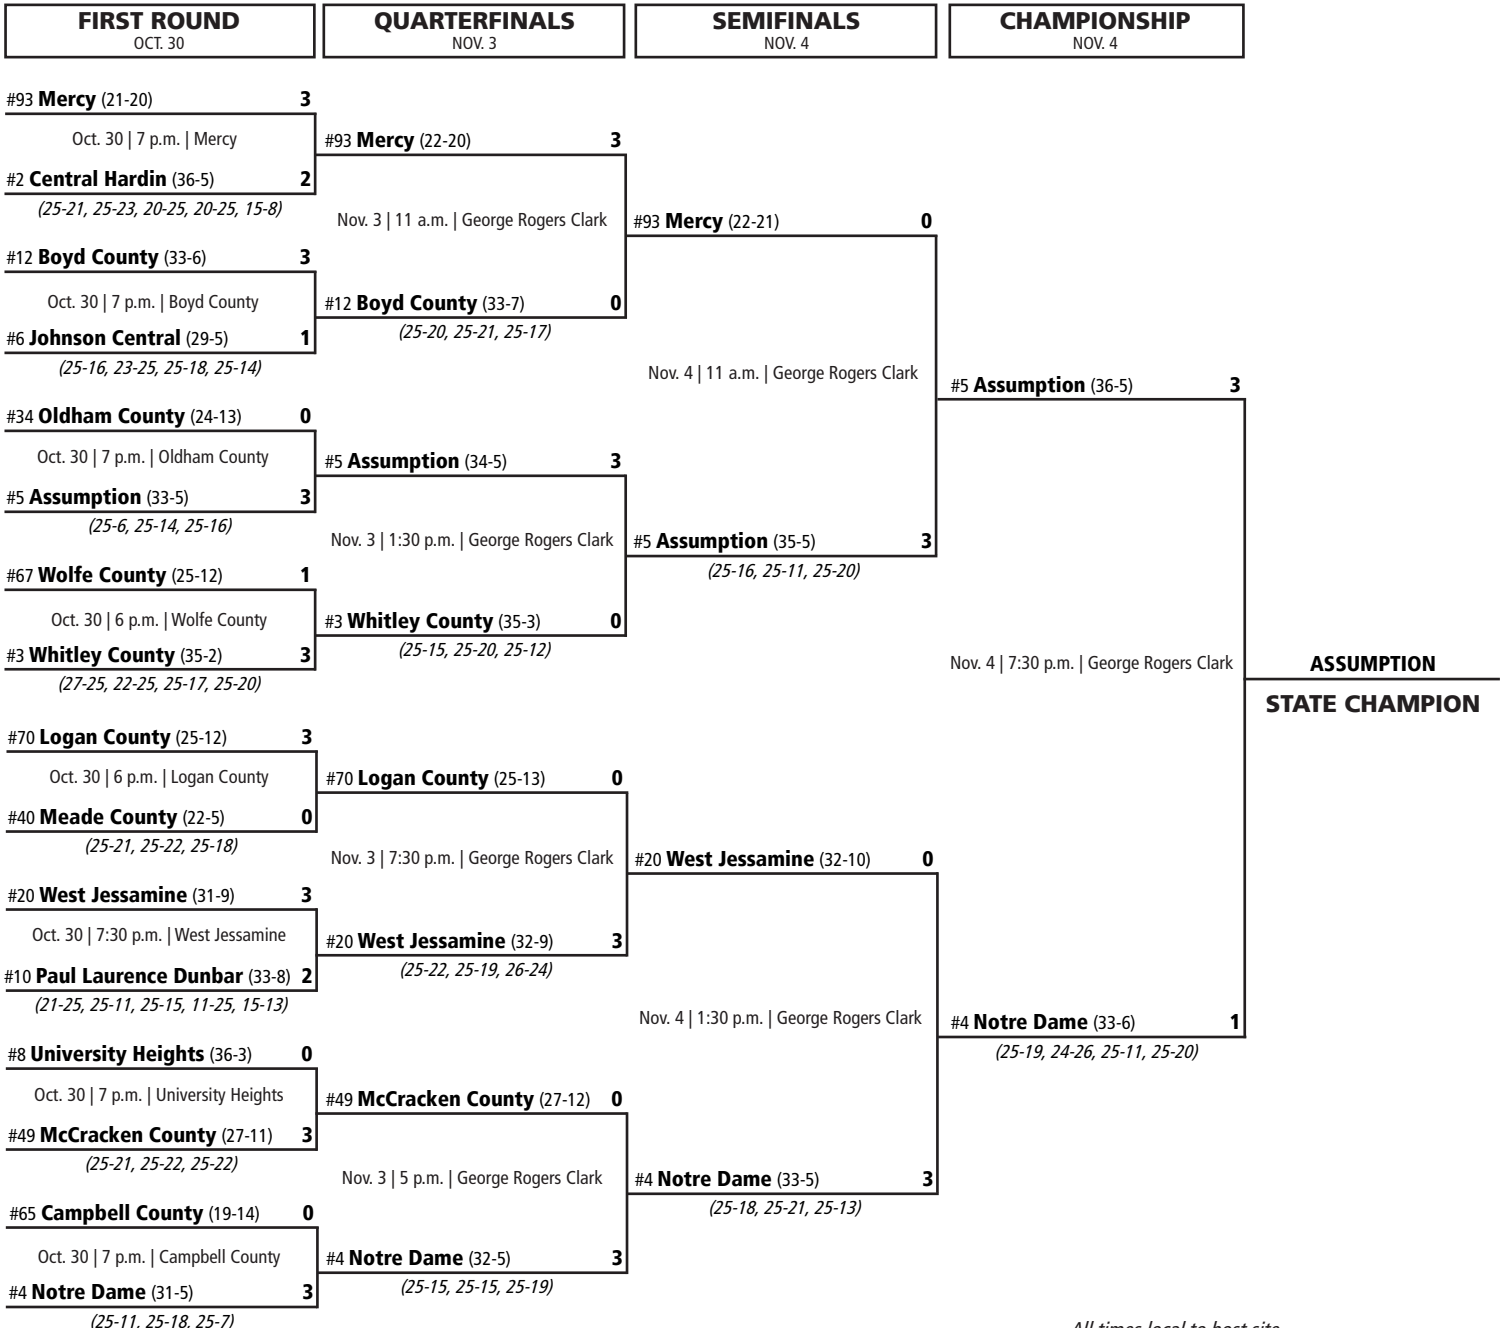 FIRST ROUND
OCT. 30
QUARTERFINALS
NOV. 3
SEMIFINALS
NOV. 4
CHAMPIONSHIP
NOV. 4
#93 Mercy (21-20) 3
Oct. 30 | 7 p.m. | Mercy
#2 Central Hardin (36-5) 2
(25-21, 25-23, 20-25, 20-25, 15-8)
#12 Boyd County (33-6) 3
Oct. 30 | 7 p.m. | Boyd County
#6 Johnson Central (29-5) 1
(25-16, 23-25, 25-18, 25-14)
#34 Oldham County (24-13) 0
Oct. 30 | 7 p.m. | Oldham County
#5 Assumption (33-5) 3
(25-6, 25-14, 25-16)
#67 Wolfe County (25-12) 1
Oct. 30 | 6 p.m. | Wolfe County
#3 Whitley County (35-2) 3
(27-25, 22-25, 25-17, 25-20)
#70 Logan County (25-12) 3
Oct. 30 | 6 p.m. | Logan County
#40 Meade County (22-5) 0
(25-21, 25-22, 25-18)
#20 West Jessamine (31-9) 3
Oct. 30 | 7:30 p.m. | West Jessamine
#10 Paul Laurence Dunbar (33-8) 2
(21-25, 25-11, 25-15, 11-25, 15-13)
#8 University Heights (36-3) 0
Oct. 30 | 7 p.m. | University Heights
#49 McCracken County (27-11) 3
(25-21, 25-22, 25-22)
#65 Campbell County (19-14) 0
Oct. 30 | 7 p.m. | Campbell County
#4 Notre Dame (31-5) 3
(25-11, 25-18, 25-7)
#93 Mercy (22-20) 3
Nov. 3 | 11 a.m. | George Rogers Clark
#12 Boyd County (33-7) 0
(25-20, 25-21, 25-17)
#5 Assumption (34-5) 3
Nov. 3 | 1:30 p.m. | George Rogers Clark
#3 Whitley County (35-3) 0
(25-15, 25-20, 25-12)
#70 Logan County (25-13) 0
Nov. 3 | 7:30 p.m. | George Rogers Clark
#20 West Jessamine (32-9) 3
(25-22, 25-19, 26-24)
#49 McCracken County (27-12) 0
Nov. 3 | 5 p.m. | George Rogers Clark
#4 Notre Dame (32-5) 3
(25-15, 25-15, 25-19)
#93 Mercy (22-21) 0
Nov. 4 | 11 a.m. | George Rogers Clark
#5 Assumption (35-5) 3
(25-16, 25-11, 25-20)
#20 West Jessamine (32-10) 0
Nov. 4 | 1:30 p.m. | George Rogers Clark
#4 Notre Dame (33-5) 3
(25-18, 25-21, 25-13)
#5 Assumption (36-5) 3
Nov. 4 | 7:30 p.m. | George Rogers Clark
#4 Notre Dame (33-6) 1
(25-19, 24-26, 25-11, 25-20)
ASSUMPTION
STATE CHAMPION
All times local to host site